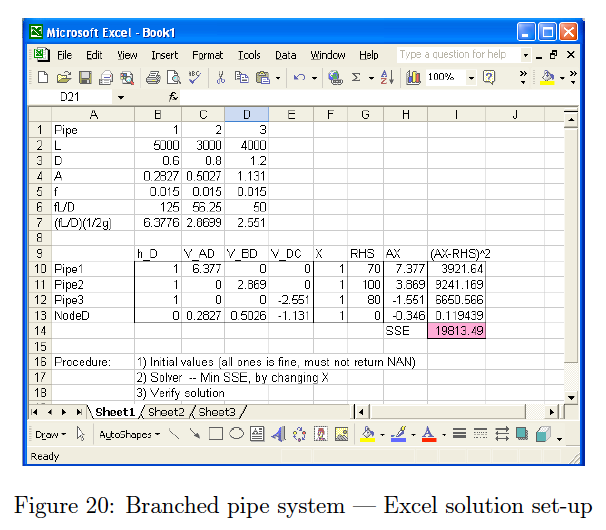 Microsoft Excel - Book1
File Edit View Insert Format Tools Data Window Help Type a question for help
Σ 100%
D21 fx
A B C D E F G H I J
1 Pipe 1 2 3
2 L 5000 3000 4000
3 D 0.6 0.8 1.2
4 A 0.2827 0.5027 1.131
5 f 0.015 0.015 0.015
6 fL/D 125 56.25 50
7 (fL/D)(1/2g) 6.3776 2.8699 2.551
8
9 h_D V_AD V_BD V_DC X RHS AX (AX-RHS)^2
10 Pipe1 1 6.377 0 0 1 70 7.377 3921.64
11 Pipe2 1 0 2.869 0 1 100 3.869 9241.169
12 Pipe3 1 0 0 -2.551 1 80 -1.551 6650.566
13 NodeD 0 0.2827 0.5026 -1.131 1 0 -0.346 0.119439
14 SSE 19813.49
15
16 Procedure: 1) Initial values (all ones is fine, must not return NAN)
17 2) Solver -- Min SSE, by changing X
18 3) Verify solution
Sheet1 Sheet2 Sheet3
Draw AutoShapes
Ready
Figure 20: Branched pipe system — Excel solution set-up